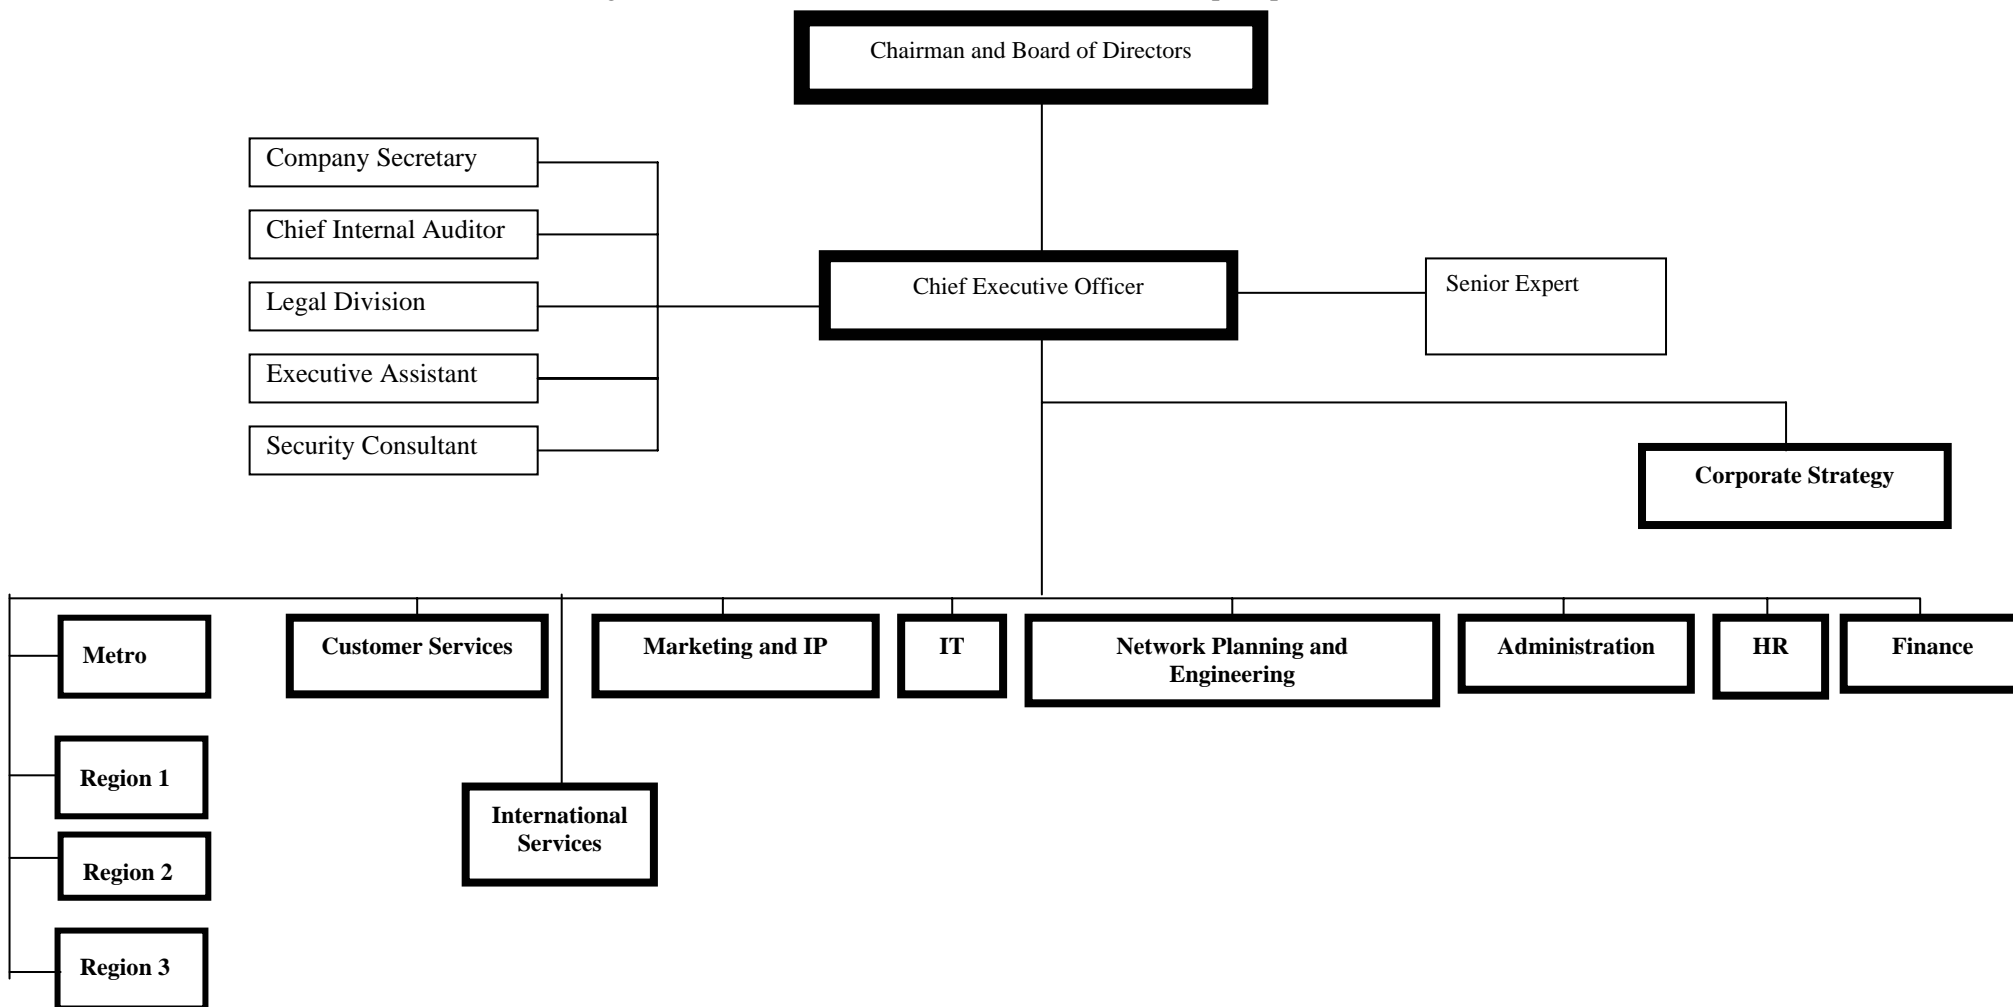 Chairman and Board of Directors
Company Secretary
Chief Internal Auditor
Legal Division
Executive Assistant
Security Consultant
Chief Executive Officer
Senior Expert
Corporate Strategy
Metro
Region 1
Region 2
Region 3
Customer Services
International
Services
Marketing and IP
IT
Network Planning and
Engineering
Administration
HR
Finance